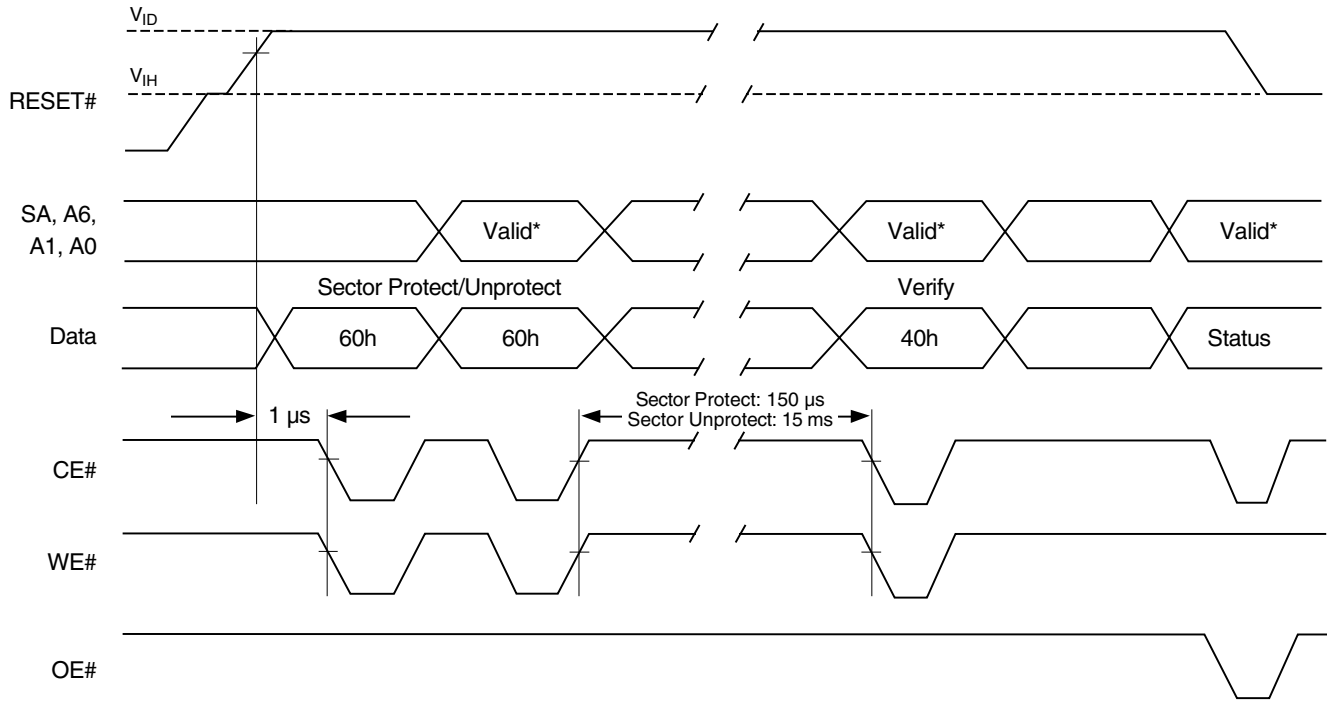 VID
VIH
RESET#
SA, A6,
A1, A0
Valid*
Valid*
Valid*
Sector Protect/Unprotect
Verify
Data
60h
60h
40h
Status
1 µs
Sector Protect: 150 µs
Sector Unprotect: 15 ms
CE#
WE#
OE#